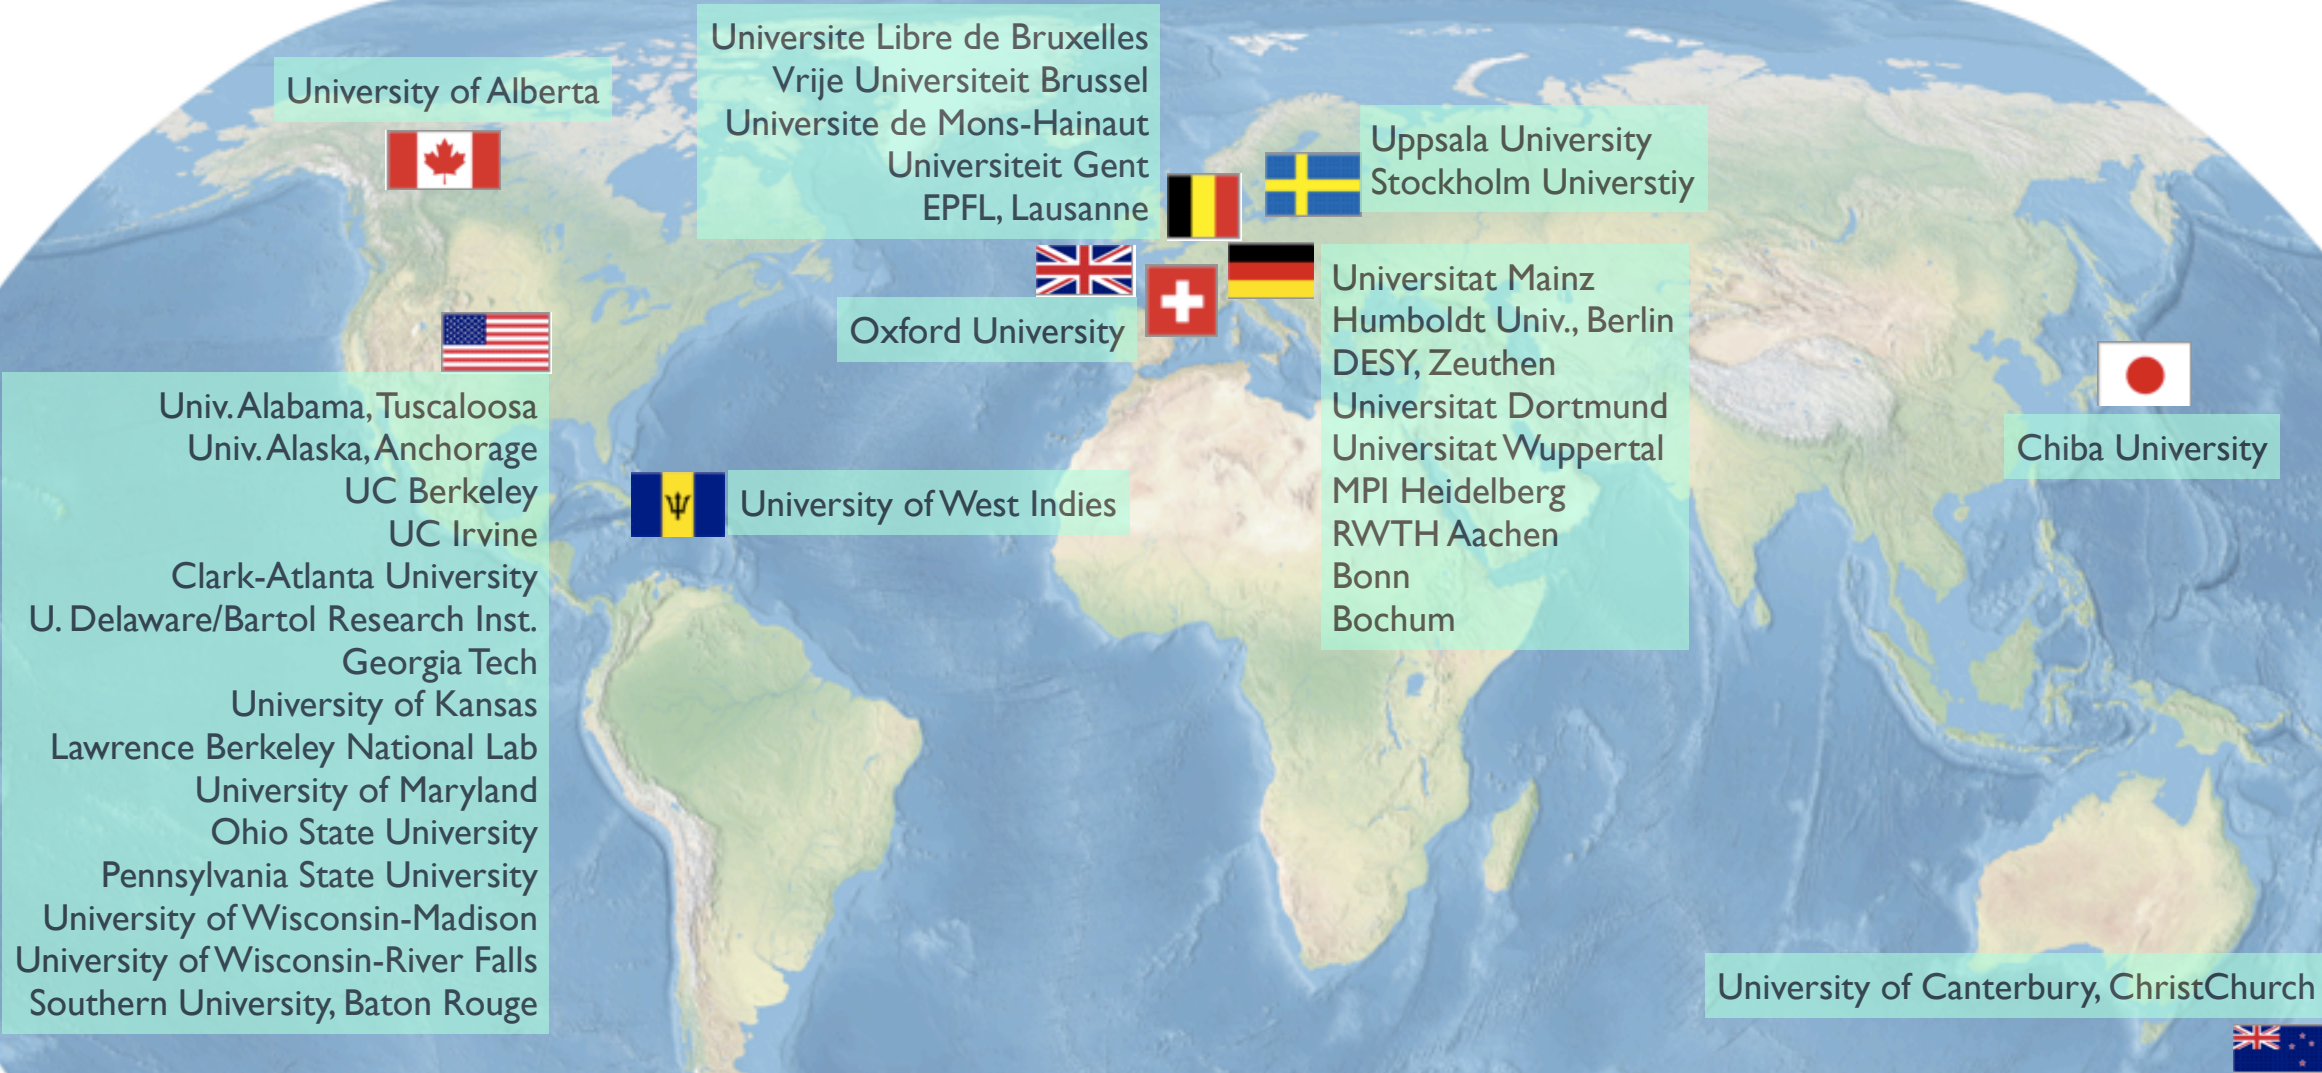 Universite Libre de Bruxelles
Vrije Universiteit Brussel
Universite de Mons-Hainaut
Universiteit Gent
EPFL, Lausanne
University of Alberta
Uppsala University
Stockholm Universtiy
Oxford University
Universitat Mainz
Humboldt Univ., Berlin
DESY, Zeuthen
Universitat Dortmund
Universitat Wuppertal
MPI Heidelberg
RWTH Aachen
Bonn
Bochum
Chiba University
Univ. Alabama, Tuscaloosa
Univ. Alaska, Anchorage
UC Berkeley
UC Irvine
Clark-Atlanta University
U. Delaware/Bartol Research Inst.
Georgia Tech
University of Kansas
Lawrence Berkeley National Lab
University of Maryland
Ohio State University
Pennsylvania State University
University of Wisconsin-Madison
University of Wisconsin-River Falls
Southern University, Baton Rouge
University of West Indies
University of Canterbury, ChristChurch